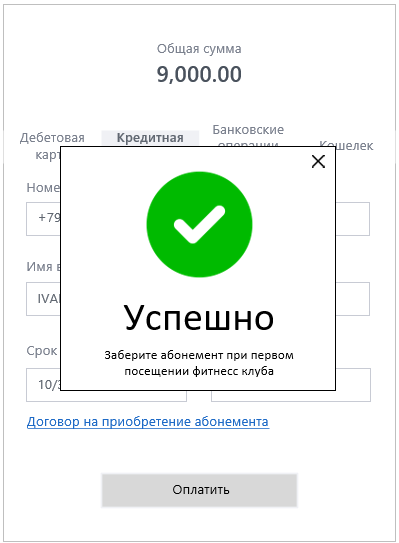 Общая сумма
9,000.00
Дебетовая
Кредитная
Банковские
Кошелек
Успешно
Заберите абонемент при первом
посещении фитнесс клуба
Договор на приобретение абонемента
Оплатить